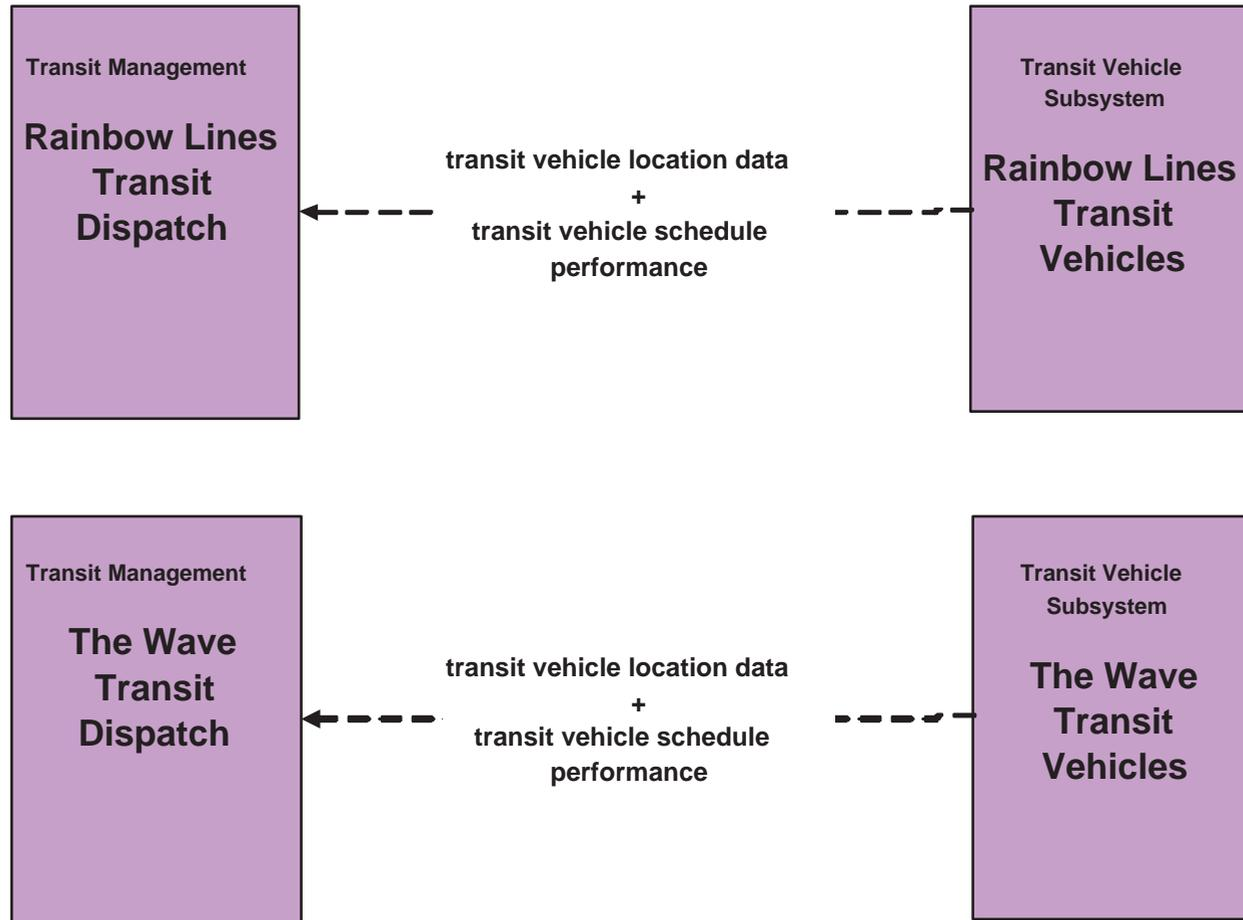 Transit Management
Rainbow Lines
Transit
Dispatch
transit vehicle location data
+
transit vehicle schedule
performance
Transit Vehicle
Subsystem
Rainbow Lines
Transit
Vehicles
Transit Management
The Wave
Transit
Dispatch
transit vehicle location data
+
transit vehicle schedule
performance
Transit Vehicle
Subsystem
The Wave
Transit
Vehicles